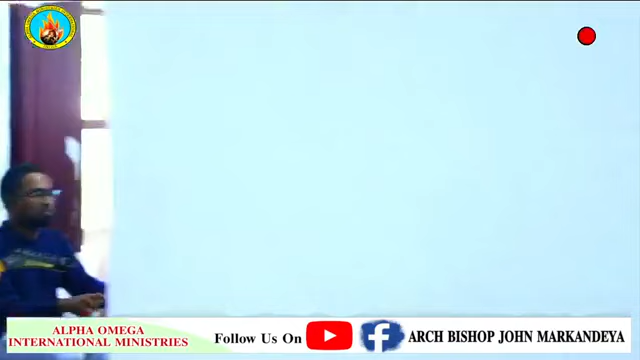 ALPHA OMEGA
INTERNATIONAL MINISTRIES
Follow Us On
ARCH BISHOP JOHN MARKANDEYA